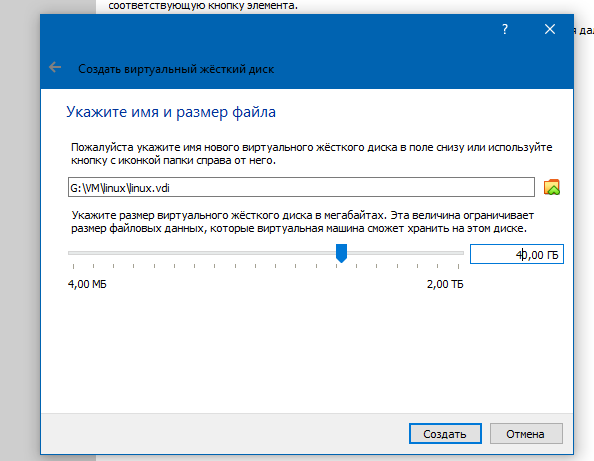 соответствующую кнопку элемента.
?
Создать виртуальный жёсткий диск
Укажите имя и размер файла
Пожалуйста укажите имя нового виртуального жёсткого диска в поле снизу или используйте
кнопку с иконкой папки справа от него.
G:\VM\linux\linux.vdi
Укажите размер виртуального жёсткого диска в мегабайтах. Эта величина ограничивает
размер файловых данных, которые виртуальная машина сможет хранить на этом диске.
40,00 ГБ
4,00 МБ 2,00 ТБ
Создать Отмена